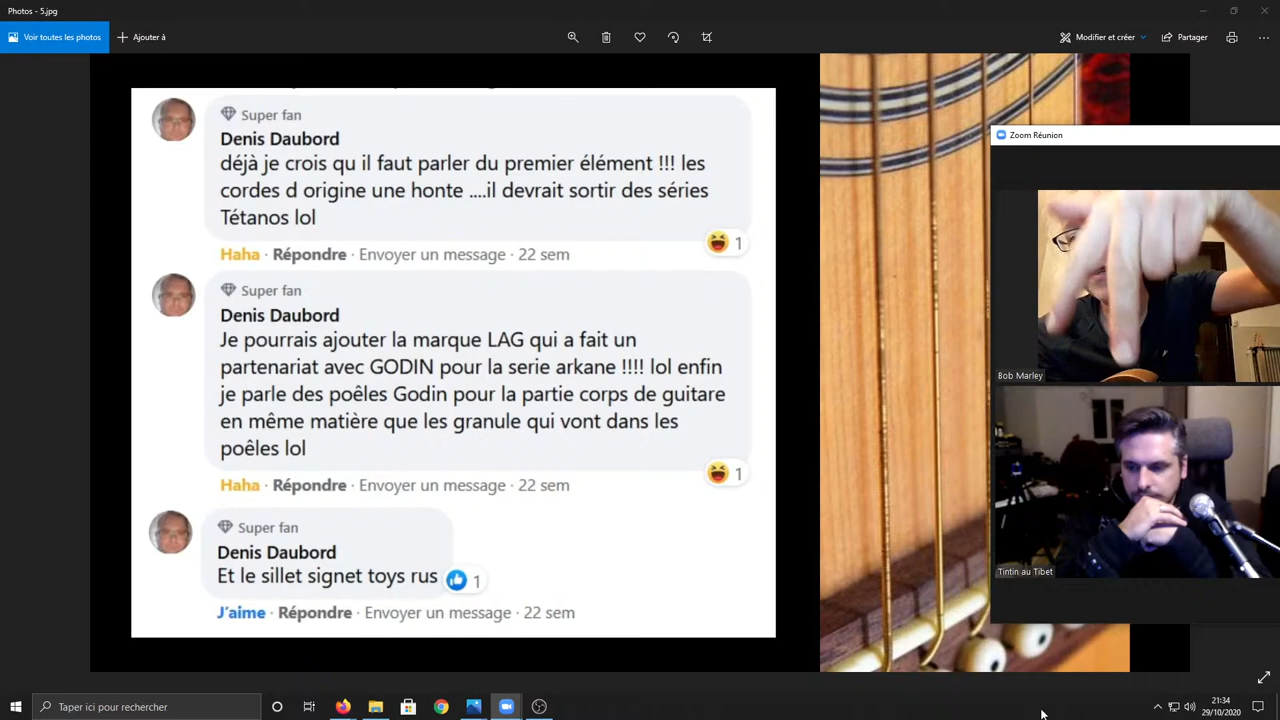 Photos - 5.jpg
Voir toutes les photos
Ajouter à
Modifier et créer
Partager
Super fan
Denis Daubord
déjà je crois qu il faut parler du premier élément !!! les
cordes d origine une honte ....il devrait sortir des séries
Tétanos lol
1
Haha · Répondre · Envoyer un message · 22 sem
Super fan
Denis Daubord
Je pourrais ajouter la marque LAG qui a fait un
partenariat avec GODIN pour la serie arkane !!!! lol enfin
je parle des poêles Godin pour la partie corps de guitare
en même matière que les granule qui vont dans les
poêles lol
1
Haha · Répondre · Envoyer un message · 22 sem
Super fan
Denis Daubord
Et le sillet signet toys rus
1
J'aime · Répondre · Envoyer un message · 22 sem
Zoom Réunion
Bob Marley
Tintin au Tibet
Taper ici pour rechercher
21:34
29/10/2020